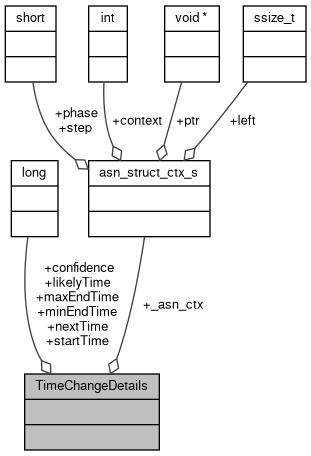 short
int
void *
ssize_t
+phase
+step
+context
+ptr
+left
long
asn_struct_ctx_s
+confidence
+likelyTime
+maxEndTime
+minEndTime
+nextTime
+startTime
+_asn_ctx
TimeChangeDetails